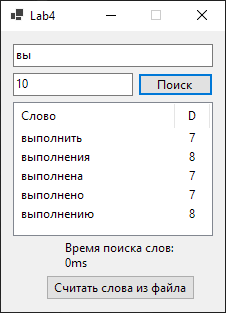 Lab4
вы
10 Поиск
Слово D
выполнить 7
выполнения 8
выполнена 7
выполнено 7
выполнению 8
Время поиска слов:
0ms
Считать слова из файла